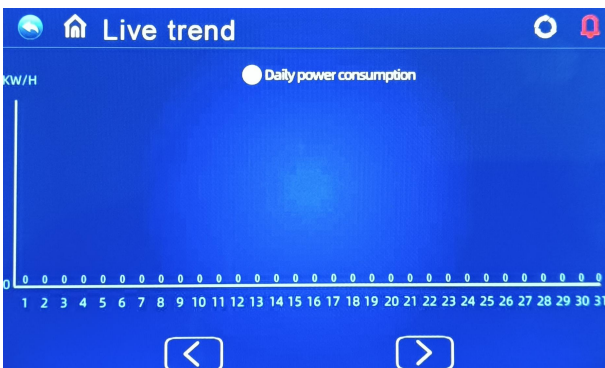 Live trend
KW/H
Daily power consumption
0 0 0 0 0 0 0 0 0 0 0 0 0 0 0 0 0 0 0 0 0 0 0 0 0 0 0 0 0 0 0
0
1 2 3 4 5 6 7 8 9 10 11 12 13 14 15 16 17 18 19 20 21 22 23 24 25 26 27 28 29 30 31